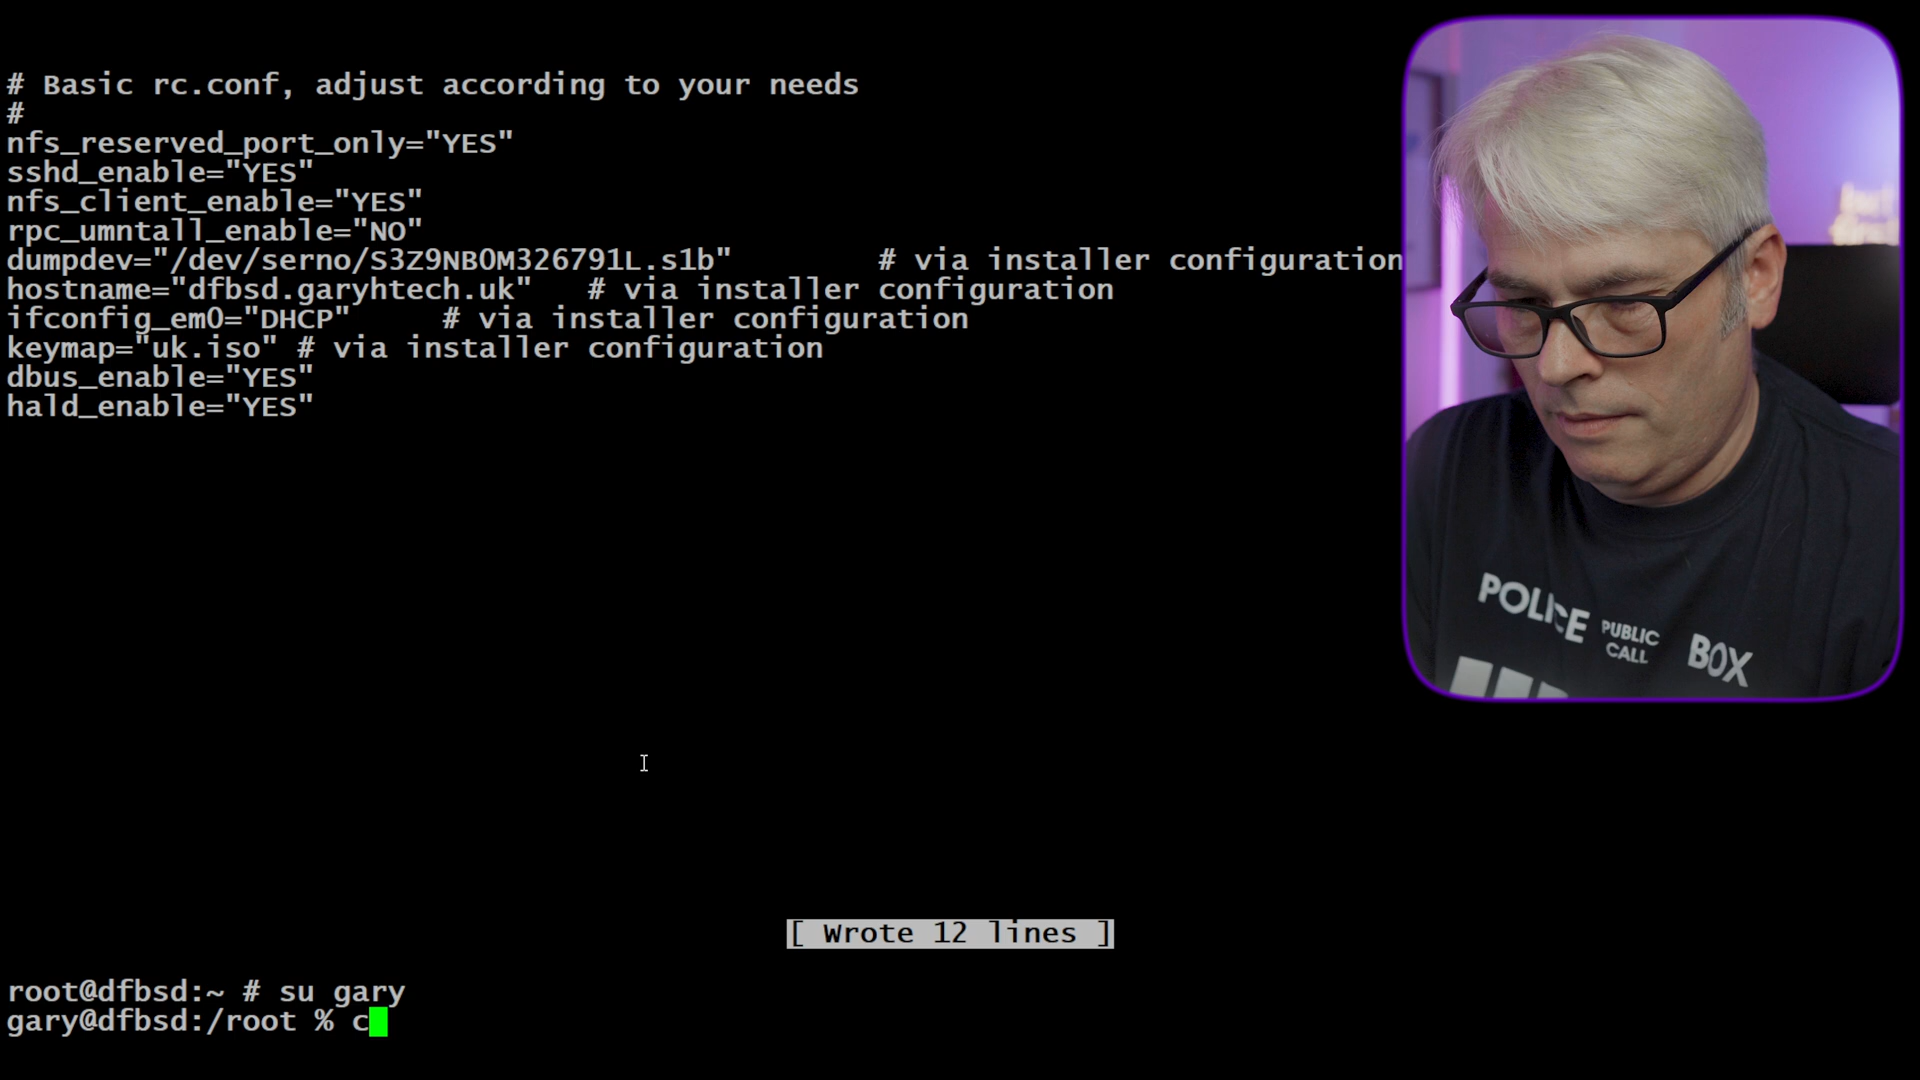 # Basic rc.conf, adjust according to your needs
#
nfs_reserved_port_only="YES"
sshd_enable="YES"
nfs_client_enable="YES"
rpc_umntall_enable="NO"
dumpdev="/dev/serno/S3Z9NB0M326791L.s1b"        # via installer configuration
hostname="dfbsd.garyhtech.uk"   # via installer configuration
ifconfig_em0="DHCP"     # via installer configuration
keymap="uk.iso" # via installer configuration
dbus_enable="YES"
hald_enable="YES"
[ Wrote 12 lines ]
root@dfbsd:~ # su gary
gary@dfbsd:/root % c
POLICE PUBLIC CALL BOX